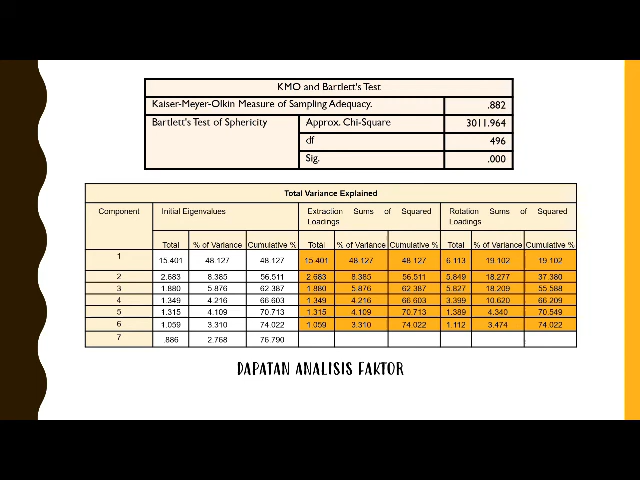 KMO and Bartlett's Test
Kaiser-Meyer-Olkin Measure of Sampling Adequacy. .882
Bartlett's Test of Sphericity Approx. Chi-Square 3011.964
df 496
Sig. .000
Total Variance Explained
Component Initial Eigenvalues Extraction Sums of Squared Loadings Rotation Sums of Squared Loadings
Total % of Variance Cumulative % Total % of Variance Cumulative % Total % of Variance Cumulative %
1 15.401 48.127 48.127 15.401 48.127 48.127 6.113 19.102 19.102
2 2.683 8.385 56.511 2.683 8.385 56.511 5.849 18.277 37.380
3 1.880 5.876 62.387 1.880 5.876 62.387 5.827 18.209 55.588
4 1.349 4.216 66.603 1.349 4.216 66.603 3.399 10.620 66.209
5 1.315 4.109 70.713 1.315 4.109 70.713 1.389 4.340 70.549
6 1.059 3.310 74.022 1.059 3.310 74.022 1.112 3.474 74.022
7 .886 2.768 76.790
DAPATAN ANALISIS FAKTOR